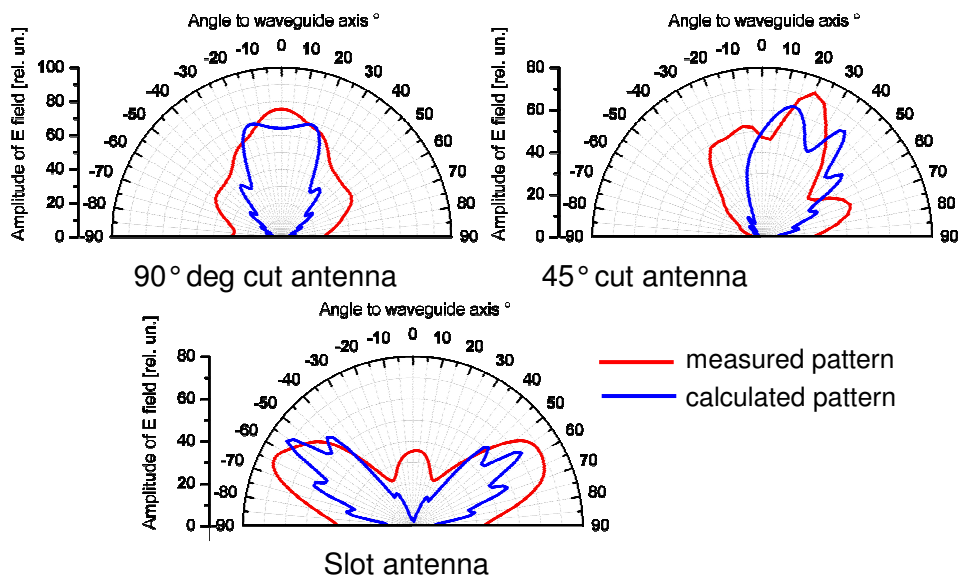 Angle to waveguide axis °
-50 -40 -30 -20 -10 0 10 20 30 40 50
-90 -80 -70 -60 60 70 80 90
Amplitude of E field [rel. un.]
100
80
60
40
20
0
90° deg cut antenna
Angle to waveguide axis °
-50 -40 -30 -20 -10 0 10 20 30 40 50
-90 -80 -70 -60 60 70 80 90
Amplitude of E field [rel. un.]
80
60
40
20
0
45° cut antenna
Angle to waveguide axis °
-50 -40 -30 -20 -10 0 10 20 30 40 50
-90 -80 -70 -60 60 70 80 90
Amplitude of E field [rel. un.]
80
60
40
20
0
Slot antenna
measured pattern
calculated pattern